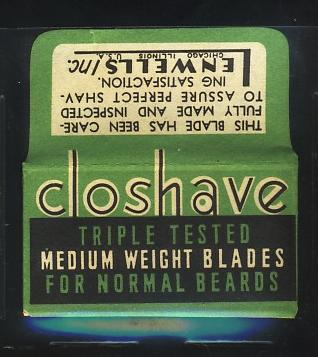 THIS BLADE HAS BEEN CARE-
FULLY MADE AND INSPECTED
TO ASSURE PERFECT SHAV-
ING SATISFACTION.
LENWELLS Inc.
CHICAGO ILLINOIS U.S.A.
closhave
TRIPLE TESTED
MEDIUM WEIGHT BLADES
FOR NORMAL BEARDS